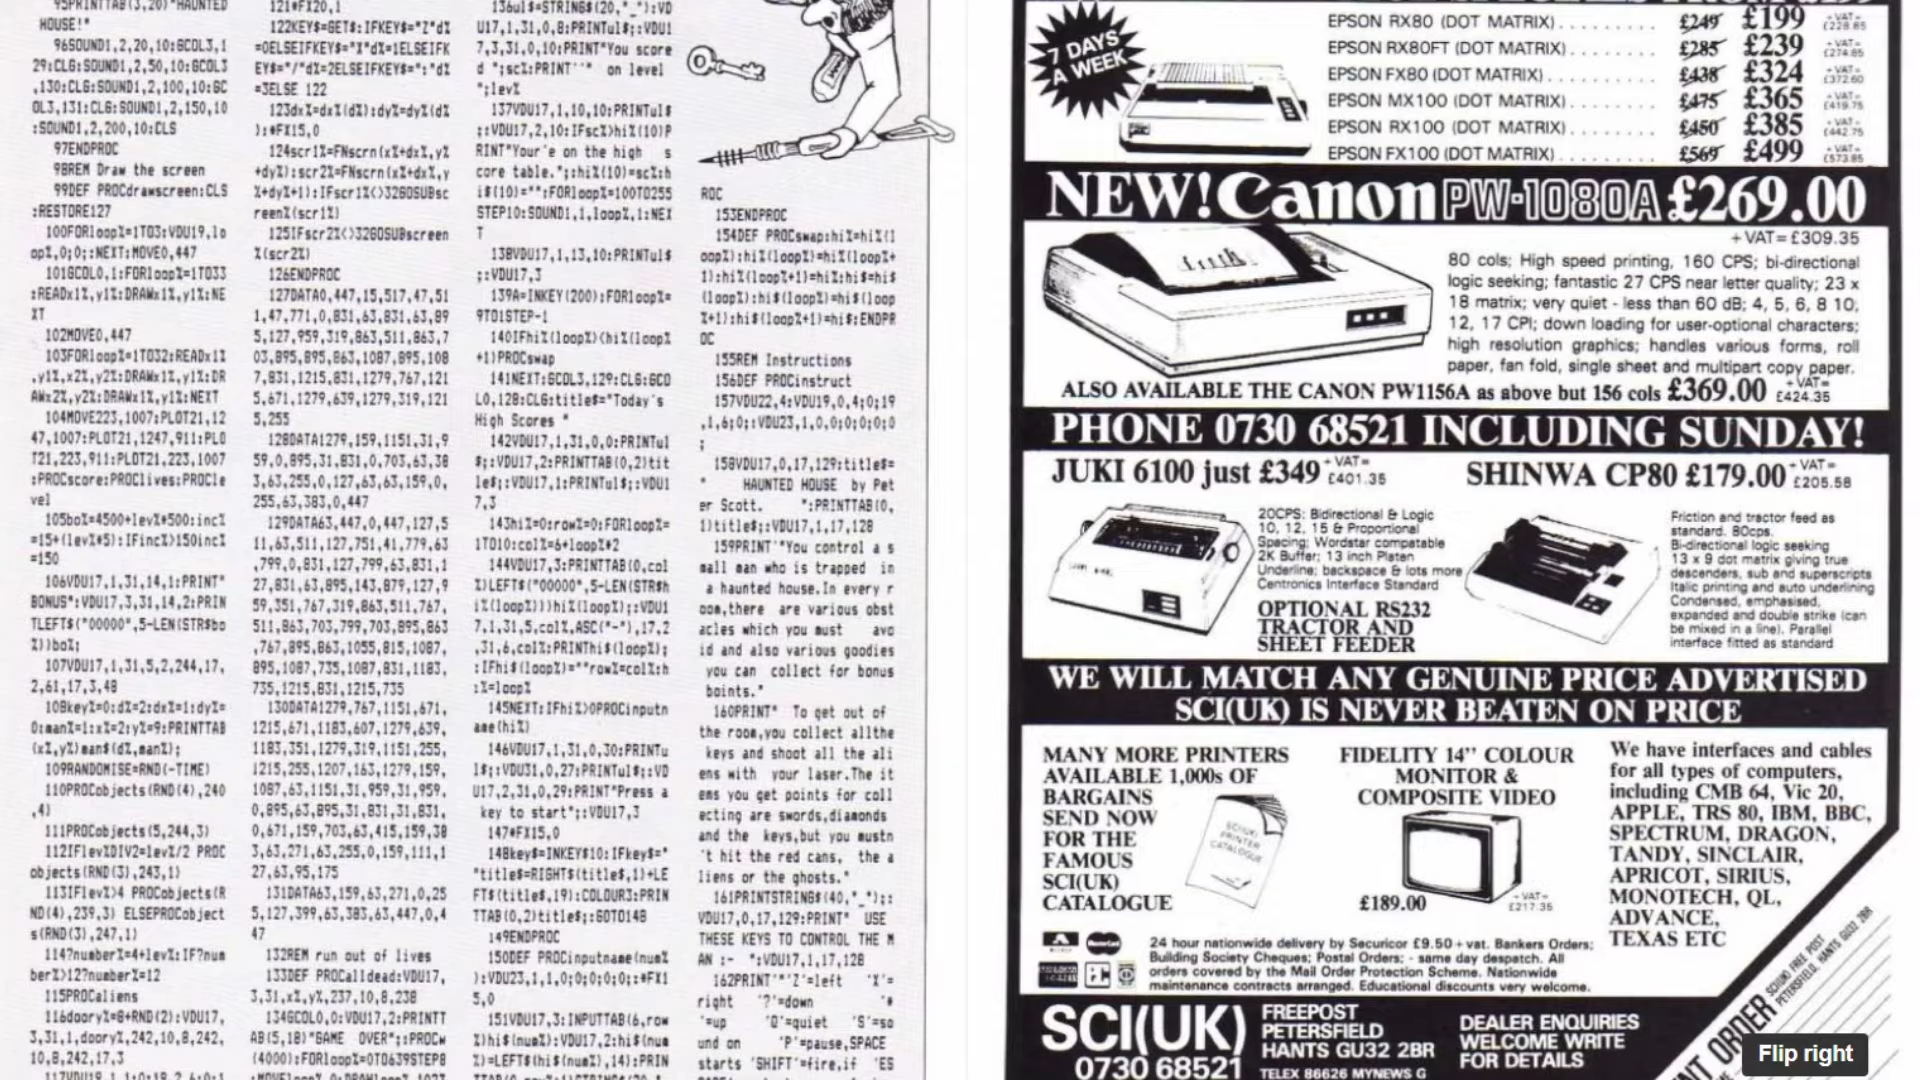 95PRINTTAB(3,20)"HAUNTED
HOUSE!"
96SOUND1,2,20,10:GCOL3,1
29:CLG:SOUND1,2,50,10:GCOL3
,130:CLG:SOUND1,2,100,10:GC
OL3,131:CLG:SOUND1,2,150,10
:SOUND1,2,200,10:CLS
97ENDPROC
98REM Draw the screen
99DEF PROCdrawscreen:CLS
:RESTORE127
100FORloop%=1TO3:VDU19,lo
op%,0;0;:NEXT:MOVE0,447
101GCOL0,1:FORloop%=1TO33
:READx1%,y1%:DRAWx1%,y1%:NE
XT
102MOVE0,447
103FORloop%=1TO32:READx1%
,y1%,x2%,y2%:DRAWx1%,y1%:DR
AWx2%,y2%:DRAWx1%,y1%:NEXT
104MOVE223,1007:PLOT21,12
47,1007:PLOT21,1247,911:PLO
T21,223,911:PLOT21,223,1007
:PROCscore:PROClives:PROCle
vel
105bo%=4500+lev%*500:inc%
=15+(lev%*5):IFinc%>150inc%
=150
106VDU17,1,31,14,1:PRINT"
BONUS":VDU17,3,31,14,2:PRIN
TLEFT$("00000",5-LEN(STR$bo
%))bo%;
107VDU17,1,31,5,2,244,17,
2,61,17,3,48
108key%=0:d%=2:dx%=1:dy%=
0:man%=1:x%=2:y%=9:PRINTTAB
(x%,y%)man$(d%,man%);
109RANDOMISE=RND(-TIME)
110PROCobjects(RND(4),240
,4)
111PROCobjects(5,244,3)
112IFlev%DIV2=lev%/2 PROC
objects(RND(3),243,1)
113IFlev%>4 PROCobjects(R
ND(4),239,3) ELSEPROCobject
s(RND(3),247,1)
114?number%=4+lev%:IF?num
ber%>12?number%=12
115PROCaliens
116doory%=8+RND(2):VDU17,
3,31,1,doory%,242,10,8,242,
10,8,242,17,3
121*FX20,1
122KEY$=GET$:IFKEY$="Z"d%
=0ELSEIFKEY$="X"d%=1ELSEIFK
EY$="/"d%=2ELSEIFKEY$=":"d%
=3ELSE 122
123dx%=dx%(d%):dy%=dy%(d%
):*FX15,0
124scr1%=FNscrn(x%+dx%,y%
+dy%):scr2%=FNscrn(x%+dx%,y
%+dy%+1):IFscr1%<>32GOSUBsc
reen%(scr1%)
125IFscr2%<>32GOSUBscreen
%(scr2%)
126ENDPROC
127DATA0,447,15,517,47,51
1,47,771,0,831,63,831,63,89
5,127,959,319,863,511,863,7
03,895,895,863,1087,895,108
7,831,1215,831,1279,767,121
5,671,1279,639,1279,319,121
5,255
128DATA1279,159,1151,31,9
59,0,895,31,831,0,703,63,38
3,63,255,0,127,63,63,159,0,
255,63,383,0,447
129DATA63,447,0,447,127,5
11,63,511,127,751,41,779,63
,799,0,831,127,799,63,831,1
27,831,63,895,143,879,127,9
59,351,767,319,863,511,767,
511,863,703,799,703,895,863
,767,895,863,1055,815,1087,
895,1087,735,1087,831,1183,
735,1215,831,1215,735
130DATA1279,767,1151,671,
1215,671,1183,607,1279,639,
1183,351,1279,319,1151,255,
1215,255,1207,163,1279,159,
1087,63,1151,31,959,31,959,
0,895,63,895,31,831,31,831,
0,671,159,703,63,415,159,38
3,63,271,63,255,0,159,111,1
27,63,95,175
131DATA63,159,63,271,0,25
5,127,399,63,383,63,447,0,4
47
132REM run out of lives
133DEF PROCalldead:VDU17,
3,31,x%,y%,237,10,8,238
134GCOL0,0:VDU17,2:PRINTT
AB(5,18)"GAME OVER";:PROCw
(4000):FORloop%=0TO639STEP8
136ul$=STRING$(20,"_"):VD
U17,1,31,0,8:PRINTul$;:VDU1
7,3,31,0,10:PRINT"You score
d ";sc%:PRINT''" on level
";lev%
137VDU17,1,10,10:PRINTul$
;:VDU17,2,10:IFsc%>hi%(10)P
RINT"Your'e on the high s
core table.";:hi%(10)=sc%:h
i$(10)="":FORloop%=100TO255
STEP10:SOUND1,1,loop%,1:NEX
T
138VDU17,1,13,10:PRINTul$
;:VDU17,3
139A=INKEY(200):FORloop%=
9TO1STEP-1
140IFhi%(loop%)<hi%(loop%
+1)PROCswap
141NEXT:GCOL3,129:CLG:GCO
L0,128:CLG:title$="Today's
High Scores "
142VDU17,1,31,0,0:PRINTul
$;:VDU17,2:PRINTTAB(0,2)tit
le$;:VDU17,1:PRINTul$;:VDU1
7,3
143hi%=0:row%=0:FORloop%=
1TO10:col%=6+loop%*2
144VDU17,3:PRINTTAB(0,col
%)LEFT$("00000",5-LEN(STR$h
i%(loop%)))hi%(loop%);:VDU1
7,1,31,5,col%,ASC("-"),17,2
,31,6,col%:PRINThi$(loop%);
:IFhi$(loop%)=""row%=col%:h
i%=loop%
145NEXT:IFhi%>0PROCinputn
ame(hi%)
146VDU17,1,31,0,30:PRINTu
l$;:VDU31,0,27:PRINTul$;:VD
U17,2,31,0,29:PRINT"Press a
key to start";:VDU17,3
147*FX15,0
148key$=INKEY$10:IFkey$="
"title$=RIGHT$(title$,1)+LE
FT$(title$,19):COLOUR3:PRIN
TTAB(0,2)title$;:GOTO148
149ENDPROC
150DEF PROCinputname(num%
):VDU23,1,1,0;0;0;0;:*FX1
5,0
151VDU17,3:INPUTTAB(6,row
%)hi$(num%):VDU17,2:hi$(num
%)=LEFT$(hi$(num%),14):PRIN
ROC
153ENDPROC
154DEF PROCswap:hi%=hi%(l
oop%):hi%(loop%)=hi%(loop%+
1):hi%(loop%+1)=hi%:hi$=hi$
(loop%):hi$(loop%)=hi$(loop
%+1):hi$(loop%+1)=hi$:ENDPR
OC
155REM Instructions
156DEF PROCinstruct
157VDU22,4:VDU19,0,4;0;19
,1,6;0;:VDU23,1,0,0;0;0;0
;
158VDU17,0,17,129:title$=
" HAUNTED HOUSE by Pet
er Scott. ":PRINTTAB(0,
1)title$;:VDU17,1,17,128
159PRINT'"You control a s
mall man who is trapped in
a haunted house.In every r
oom,there are various obst
acles which you must avo
id and also various goodies
you can collect for bonus
boints."
160PRINT" To get out of
the room,you collect allthe
keys and shoot all the ali
ens with your laser.The it
ems you get points for coll
ecting are swords,diamonds
and the keys,but you mustn
't hit the red cans, the a
liens or the ghosts."
161PRINTSTRING$(40,"_");:
VDU17,0,17,129:PRINT" USE
THESE KEYS TO CONTROL THE M
AN :- ":VDU17,1,17,128
162PRINT"'Z'=left 'X'=
right '?'=down '*
'=up 'Q'=quiet 'S'=so
und on 'P'=pause,SPACE
starts 'SHIFT'=fire,if 'ES
7 DAYS
A WEEK
EPSON RX80 (DOT MATRIX) £249 £199 +VAT= £228.85
EPSON RX80FT (DOT MATRIX) £285 £239 +VAT= £274.85
EPSON FX80 (DOT MATRIX) £438 £324 +VAT= £372.60
EPSON MX100 (DOT MATRIX) £475 £365 +VAT= £419.75
EPSON RX100 (DOT MATRIX) £450 £385 +VAT= £442.75
EPSON FX100 (DOT MATRIX) £569 £499 +VAT= £573.85
NEW! Canon PW-1080A £269.00
+VAT= £309.35
80 cols; High speed printing, 160 CPS; bi-directional
logic seeking; fantastic 27 CPS near letter quality; 23 x
18 matrix; very quiet - less than 60 dB; 4, 5, 6, 8 10,
12, 17 CPI; down loading for user-optional characters;
high resolution graphics; handles various forms, roll
paper, fan fold, single sheet and multipart copy paper.
ALSO AVAILABLE THE CANON PW1156A as above but 156 cols £369.00 +VAT= £424.35
PHONE 0730 68521 INCLUDING SUNDAY!
JUKI 6100 just £349 +VAT= £401.35
20CPS: Bidirectional & Logic
10, 12, 15 & Proportional
Spacing; Wordstar compatable
2K Buffer; 13 inch Platen
Underline; backspace & lots more
Centronics Interface Standard
OPTIONAL RS232
TRACTOR AND
SHEET FEEDER
SHINWA CP80 £179.00 +VAT= £205.58
Friction and tractor feed as
standard. 80cps.
Bi-directional logic seeking
13 x 9 dot matrix giving true
descenders, sub and superscripts
Italic printing and auto underlining
Condensed, emphasised,
expanded and double strike (can
be mixed in a line). Parallel
interface fitted as standard
WE WILL MATCH ANY GENUINE PRICE ADVERTISED
SCI(UK) IS NEVER BEATEN ON PRICE
MANY MORE PRINTERS
AVAILABLE 1,000s OF
BARGAINS
SEND NOW
FOR THE
FAMOUS
SCI(UK)
CATALOGUE
SCI(UK)
PRINTER
CATALOGUE
FIDELITY 14" COLOUR
MONITOR &
COMPOSITE VIDEO
£189.00 +VAT= £217.35
We have interfaces and cables
for all types of computers,
including CMB 64, Vic 20,
APPLE, TRS 80, IBM, BBC,
SPECTRUM, DRAGON,
TANDY, SINCLAIR,
APRICOT, SIRIUS,
MONOTECH, QL,
ADVANCE,
TEXAS ETC
24 hour nationwide delivery by Securicor £9.50 + vat. Bankers Orders;
Building Society Cheques; Postal Orders; - same day despatch. All
orders covered by the Mail Order Protection Scheme. Nationwide
maintenance contracts arranged. Educational discounts very welcome.
SCI(UK)
0730 68521
FREEPOST
PETERSFIELD
HANTS GU32 2BR
TELEX 86626 MYNEWS G
DEALER ENQUIRIES
WELCOME WRITE
FOR DETAILS
SCI(UK) FREE POST
PETERSFIELD, HANTS GU32 2BR
ORDER
Flip right